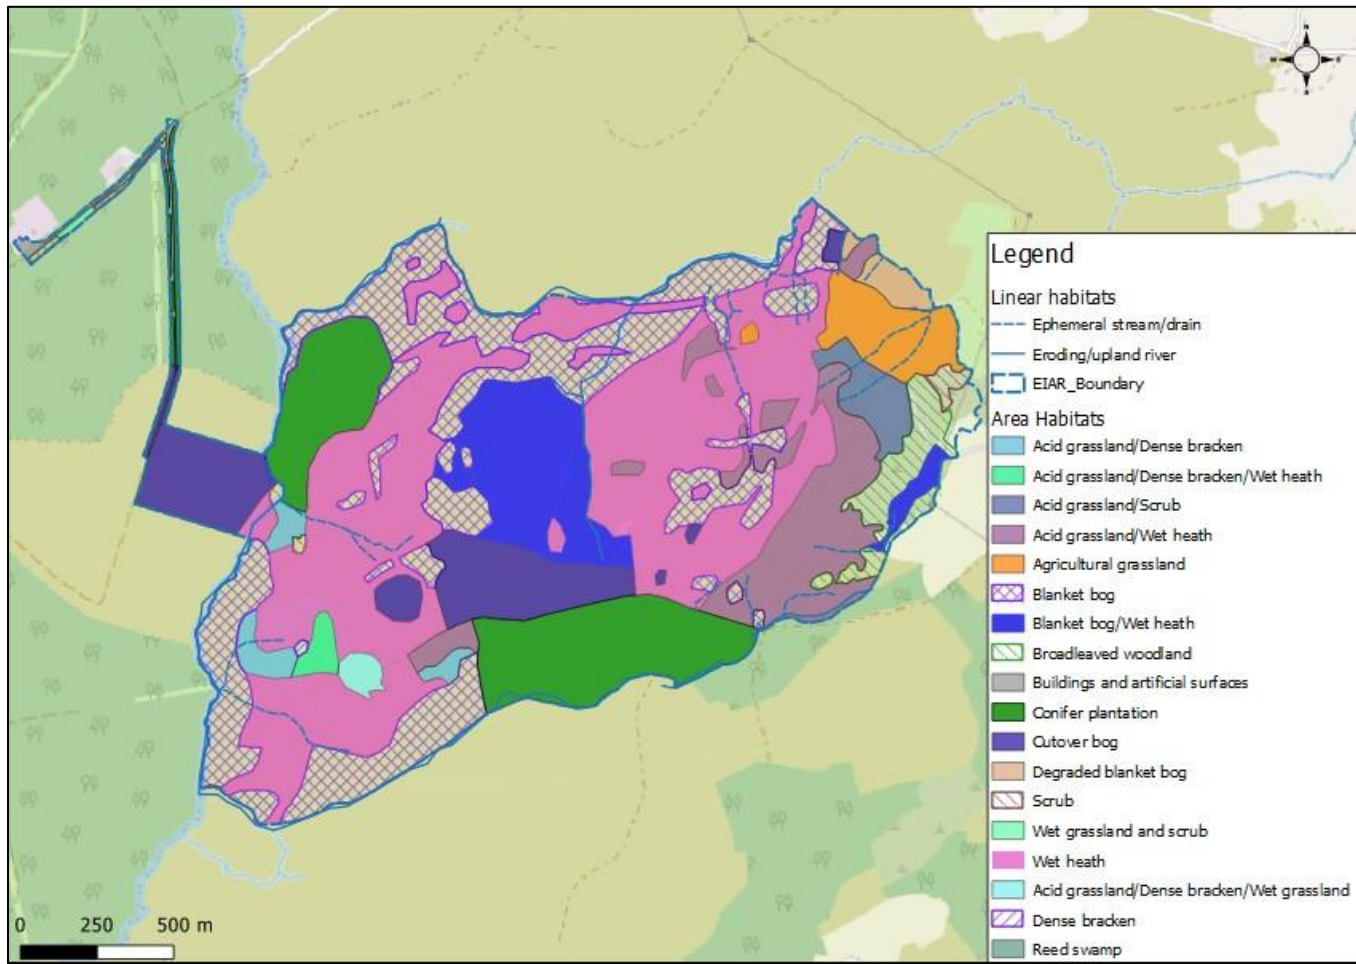 N
W
E
S
Legend
Linear habitats
Ephemeral stream/drain
Eroding/upland river
EIAR_Boundary
Area Habitats
Acid grassland/Dense bracken
Acid grassland/Dense bracken/Wet heath
Acid grassland/Scrub
Acid grassland/Wet heath
Agricultural grassland
Blanket bog
Blanket bog/Wet heath
Broadleaved woodland
Buildings and artificial surfaces
Conifer plantation
Cutover bog
Degraded blanket bog
Scrub
Wet grassland and scrub
Wet heath
Acid grassland/Dense bracken/Wet grassland
Dense bracken
Reed swamp
0 250 500 m